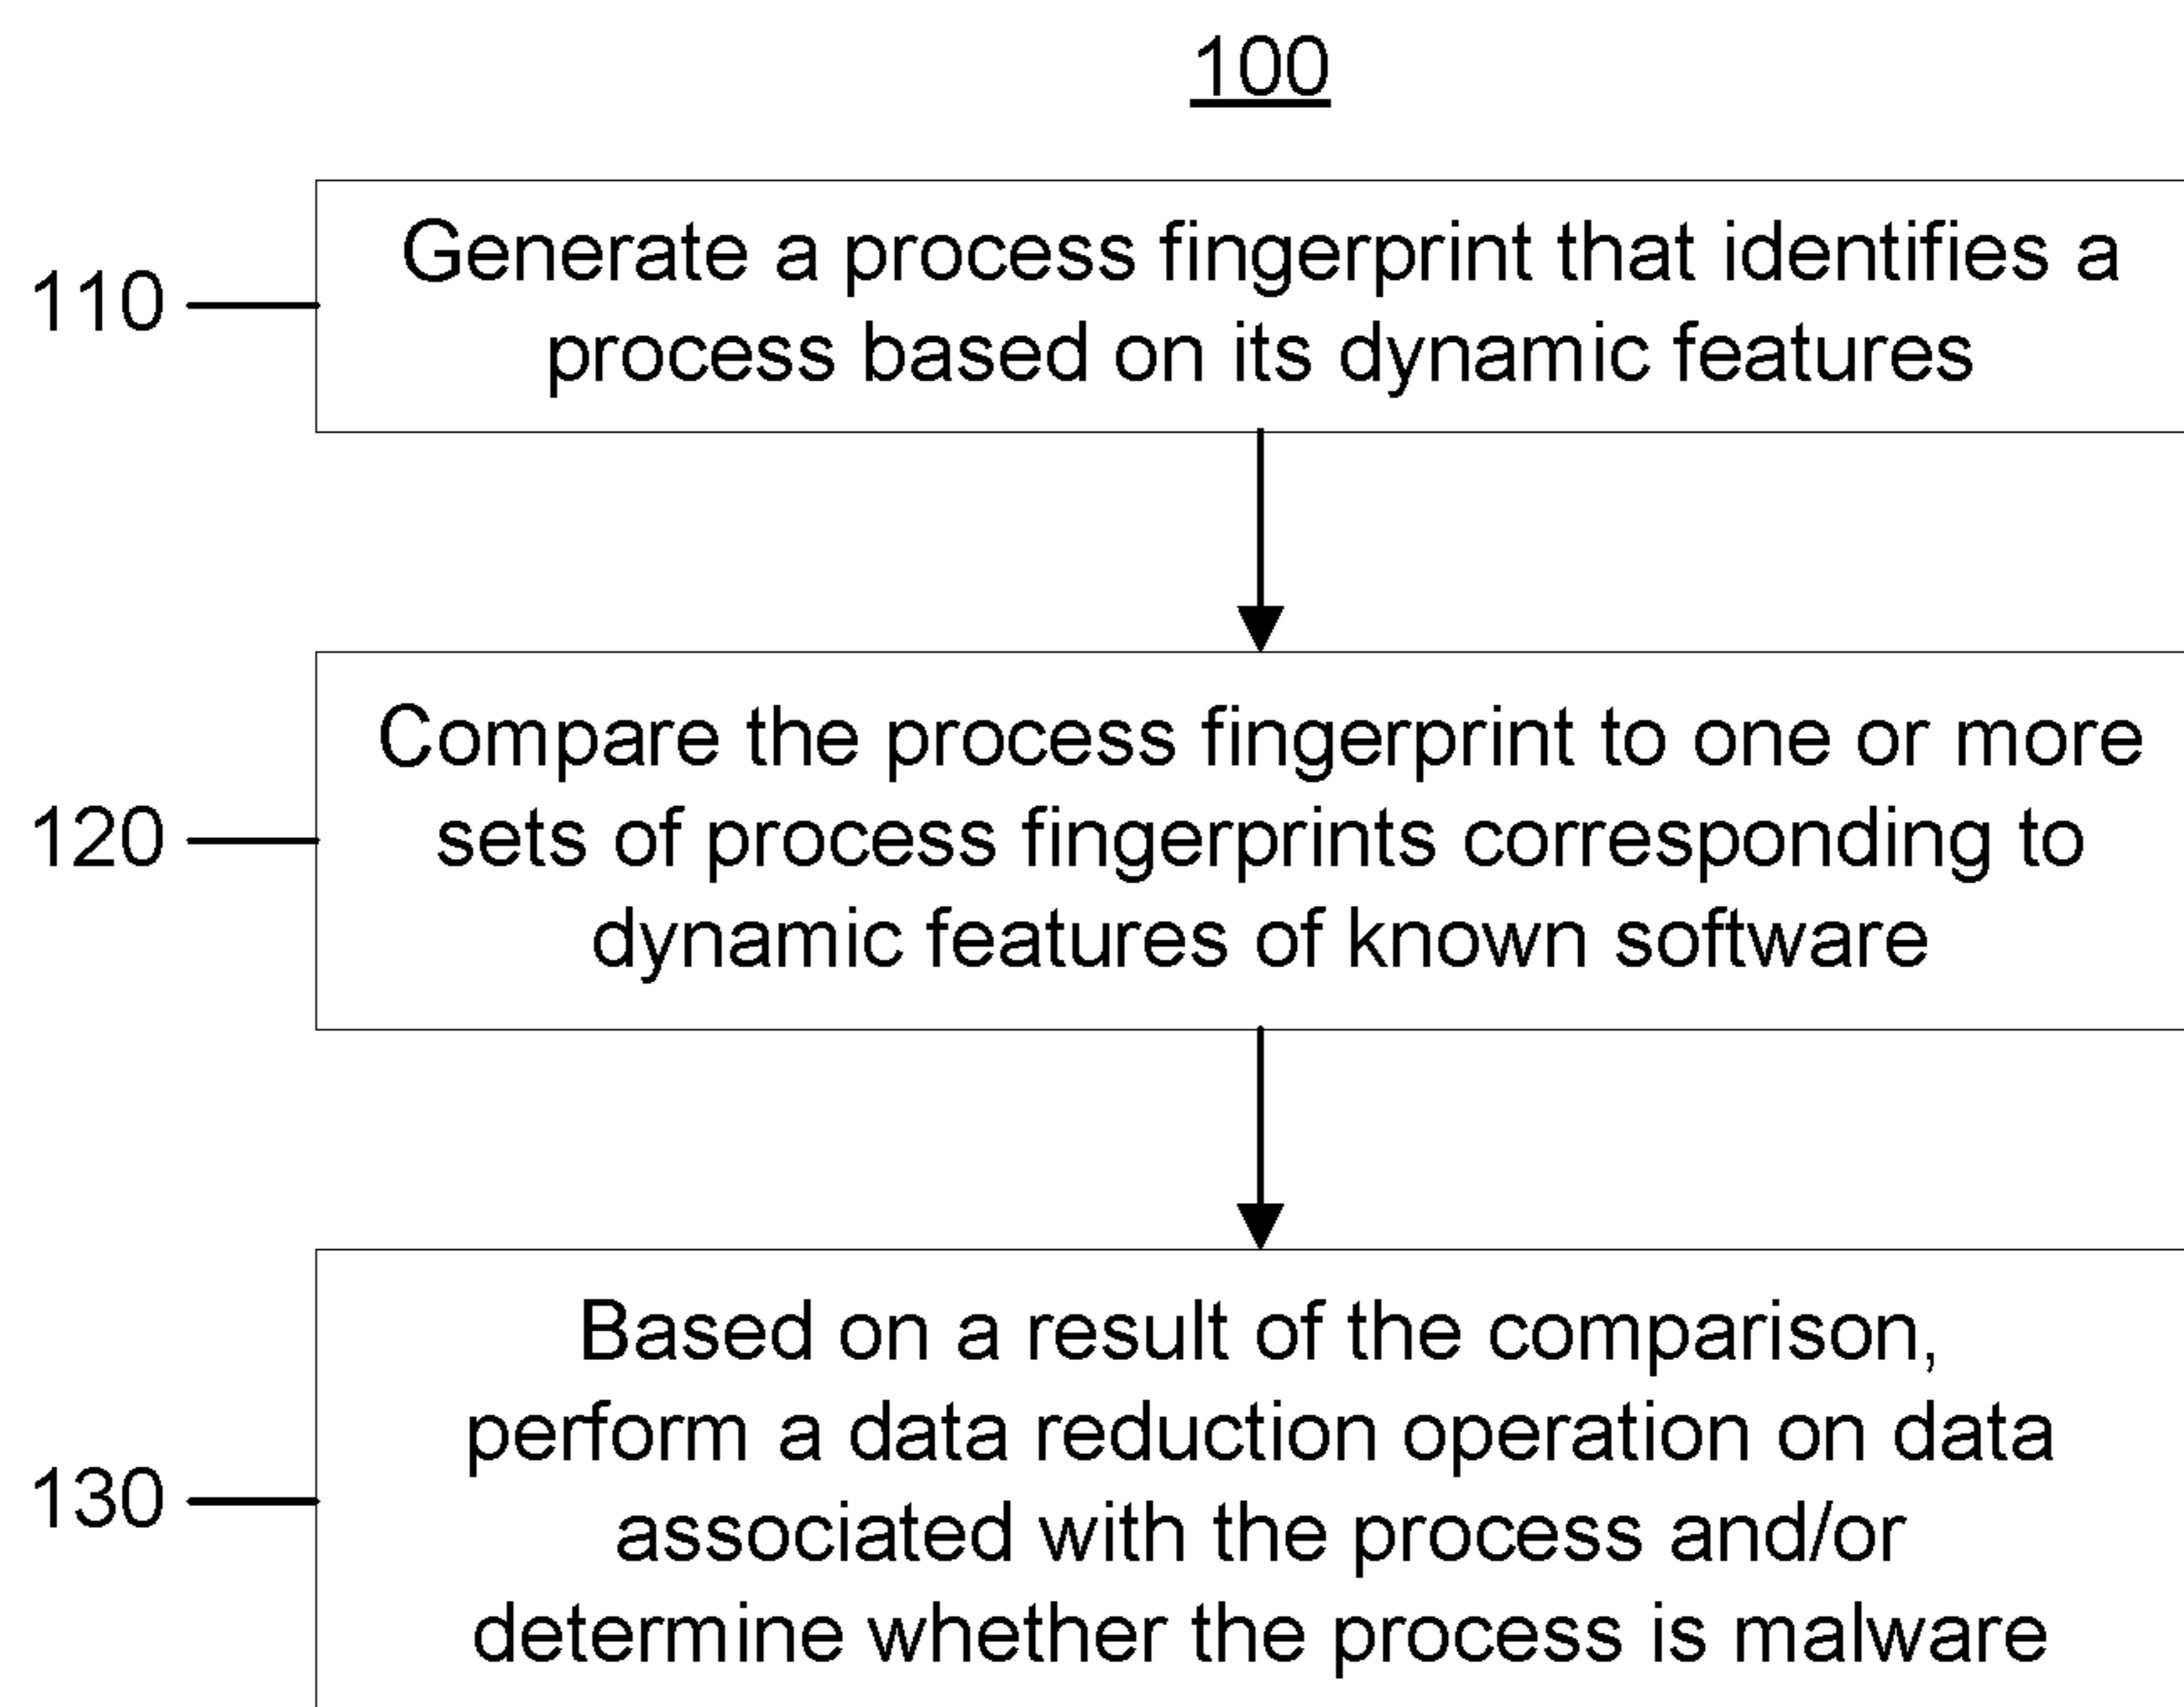 100
110
Generate a process fingerprint that identifies a
process based on its dynamic features
120
Compare the process fingerprint to one or more
sets of process fingerprints corresponding to
dynamic features of known software
130
Based on a result of the comparison,
perform a data reduction operation on data
associated with the process and/or
determine whether the process is malware